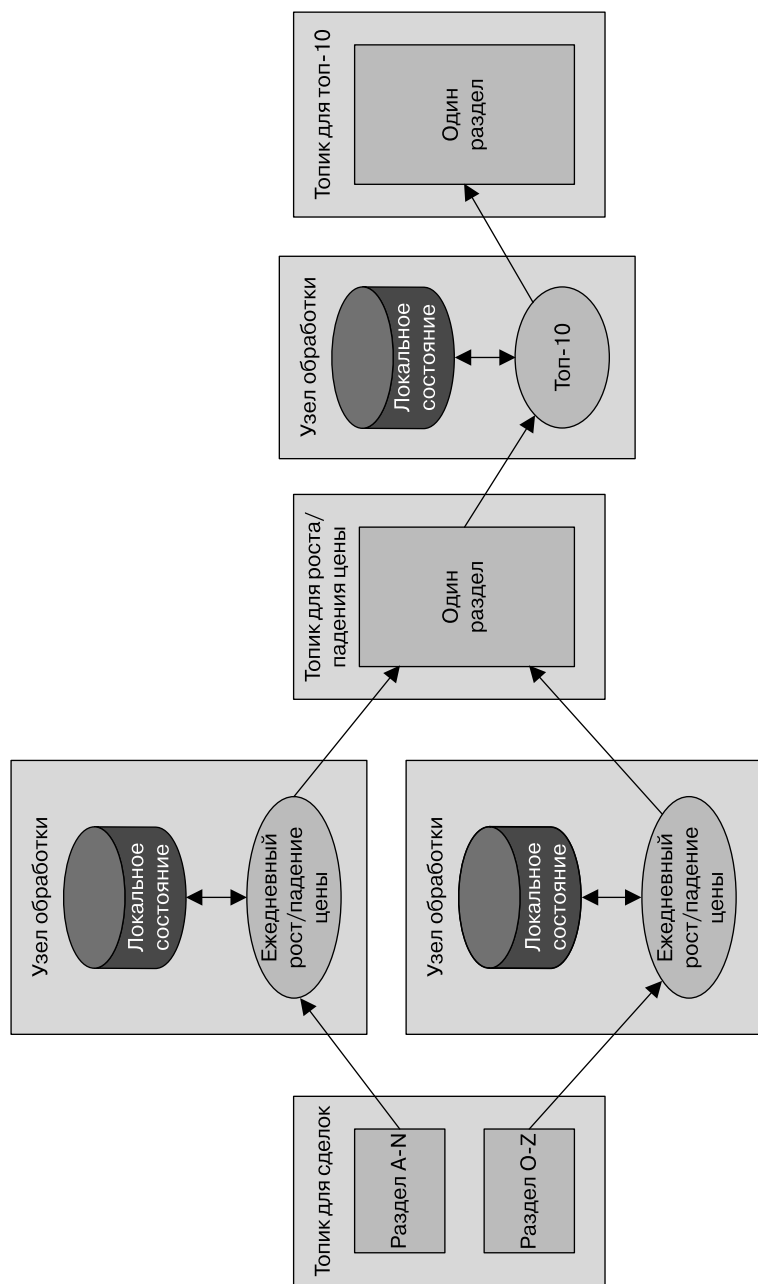 Топик для сделок
Раздел A-N
Раздел O-Z
Узел обработки
Локальное
состояние
Ежедневный
рост/падение
цены
Узел обработки
Локальное
состояние
Ежедневный
рост/падение
цены
Топик для роста/
падения цены
Один
раздел
Узел обработки
Локальное
состояние
Топ-10
Топик для топ-10
Один
раздел